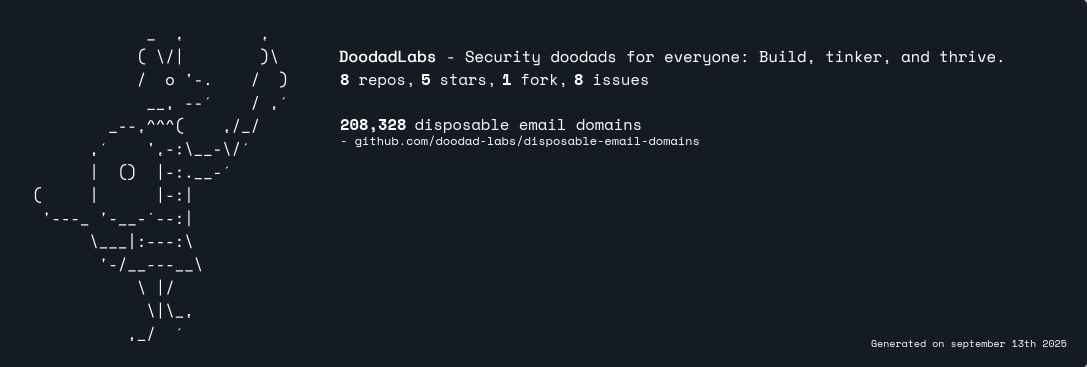 DoodadLabs - Security doodads for everyone: Build, tinker, and thrive.
8 repos, 5 stars, 1 fork, 8 issues
208,328 disposable email domains
- github.com/doodad-labs/disposable-email-domains
Generated on september 13th 2025